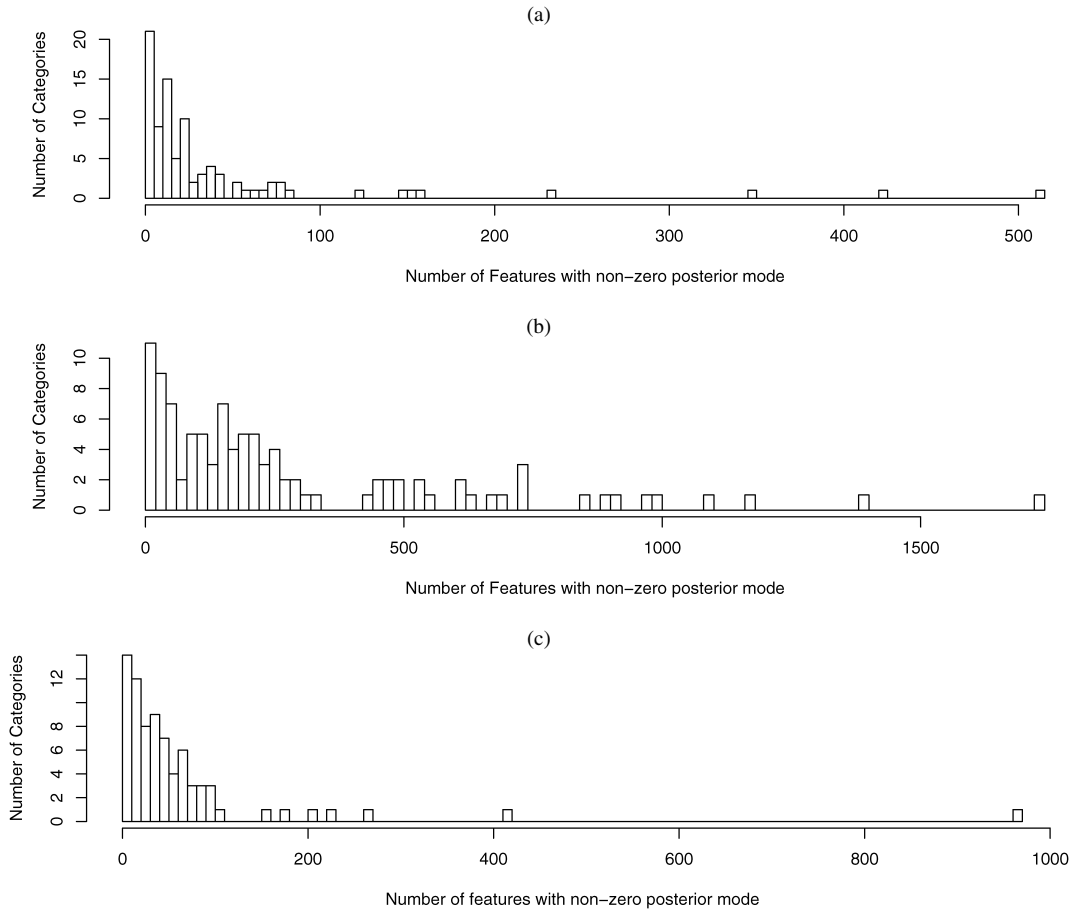 (a)
Number of Categories
20
15
10
5
0
0 100 200 300 400 500
Number of Features with non−zero posterior mode
(b)
Number of Categories
10
8
6
4
2
0
0 500 1000 1500
Number of Features with non−zero posterior mode
(c)
Number of Categories
12
8
6
4
2
0
0 200 400 600 800 1000
Number of features with non−zero posterior mode